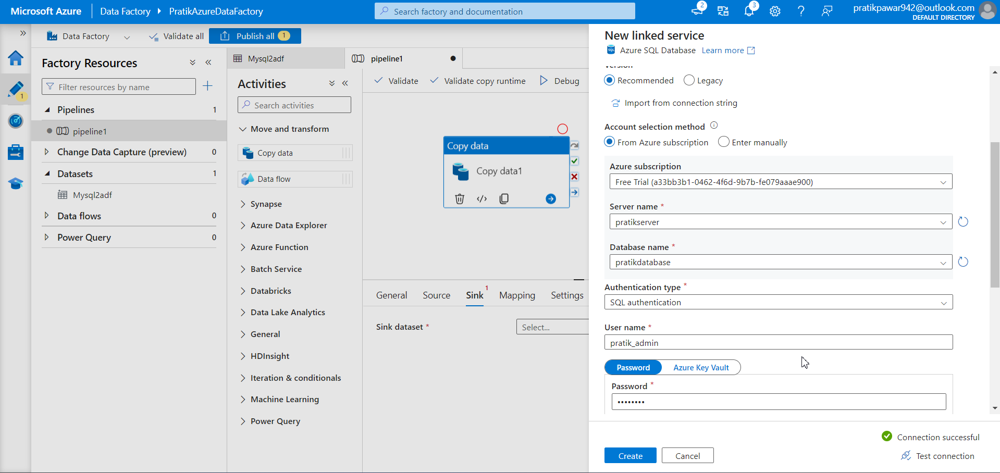 Microsoft Azure
Data Factory
PratikAzureDataFactory
Search factory and documentation
2
3
pratikpawar942@outlook.com
DEFAULT DIRECTORY
Data Factory
Validate all
Publish all
1
1
Factory Resources
Filter resources by name
Pipelines
1
pipeline1
Change Data Capture (preview)
0
Datasets
1
Mysql2adf
Data flows
0
Power Query
0
Mysql2adf
pipeline1
Activities
Search activities
Move and transform
Copy data
Data flow
Synapse
Azure Data Explorer
Azure Function
Batch Service
Databricks
Data Lake Analytics
General
HDInsight
Iteration & conditionals
Machine Learning
Power Query
Validate
Validate copy runtime
Debug
Copy data
Copy data1
General
Source
Sink
1
Mapping
Settings
Sink dataset *
Select...
New linked service
SQL
Azure SQL Database
Learn more
Version
Recommended
Legacy
Import from connection string
Account selection method
From Azure subscription
Enter manually
Azure subscription
Free Trial (a33bb3b1-0462-4f6d-9b7b-fe079aaae900)
Server name *
pratikserver
Database name *
pratikdatabase
Authentication type *
SQL authentication
User name *
pratik_admin
Password
Azure Key Vault
Password *
••••••••
Connection successful
Create
Cancel
Test connection